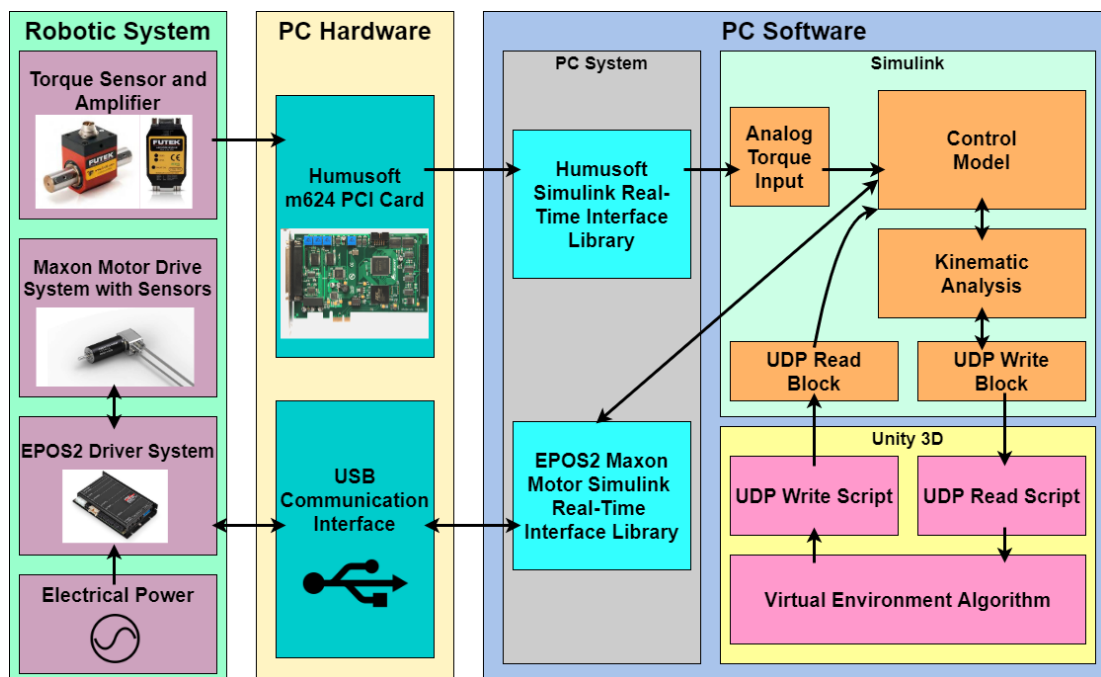 Robotic System
Torque Sensor and
Amplifier
FUTEK
FUTEK
Maxon Motor Drive
System with Sensors
EPOS2 Driver System
Electrical Power
PC Hardware
Humusoft
m624 PCI Card
USB
Communication
Interface
PC Software
PC System
Humusoft
Simulink Real-
Time Interface
Library
EPOS2 Maxon
Motor Simulink
Real-Time
Interface Library
Simulink
Analog
Torque
Input
Control
Model
Kinematic
Analysis
UDP Read
Block
UDP Write
Block
Unity 3D
UDP Write Script
UDP Read Script
Virtual Environment Algorithm